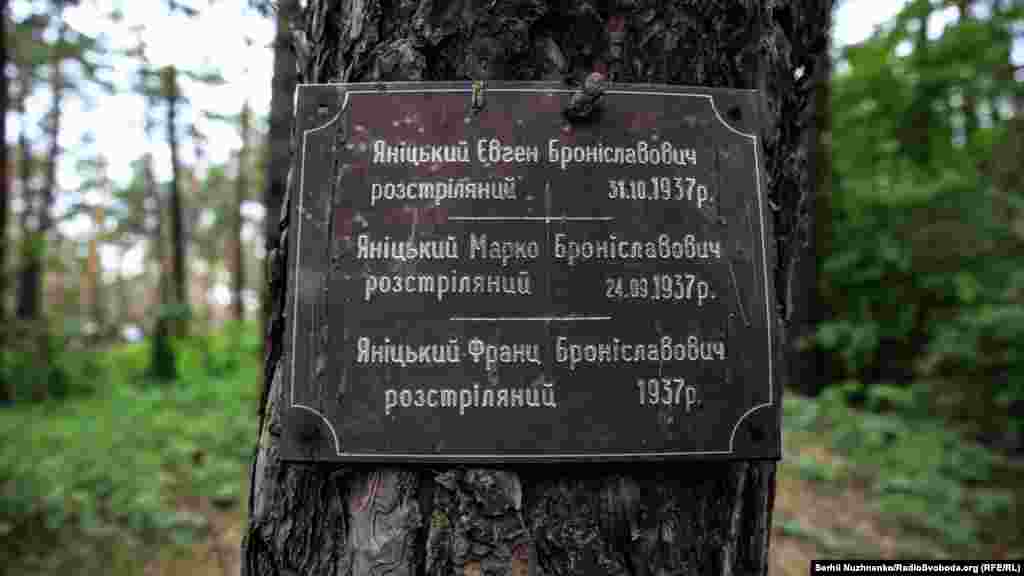 Яніцький Євген Броніславович
розстріляний 31.10.1937р.
Яніцький Марко Броніславович
розстріляний 24.09.1937р.
Яніцький Франц Броніславович
розстріляний 1937р.
Serhii Nuzhnenko/RadioSvoboda.org (RFE/RL)